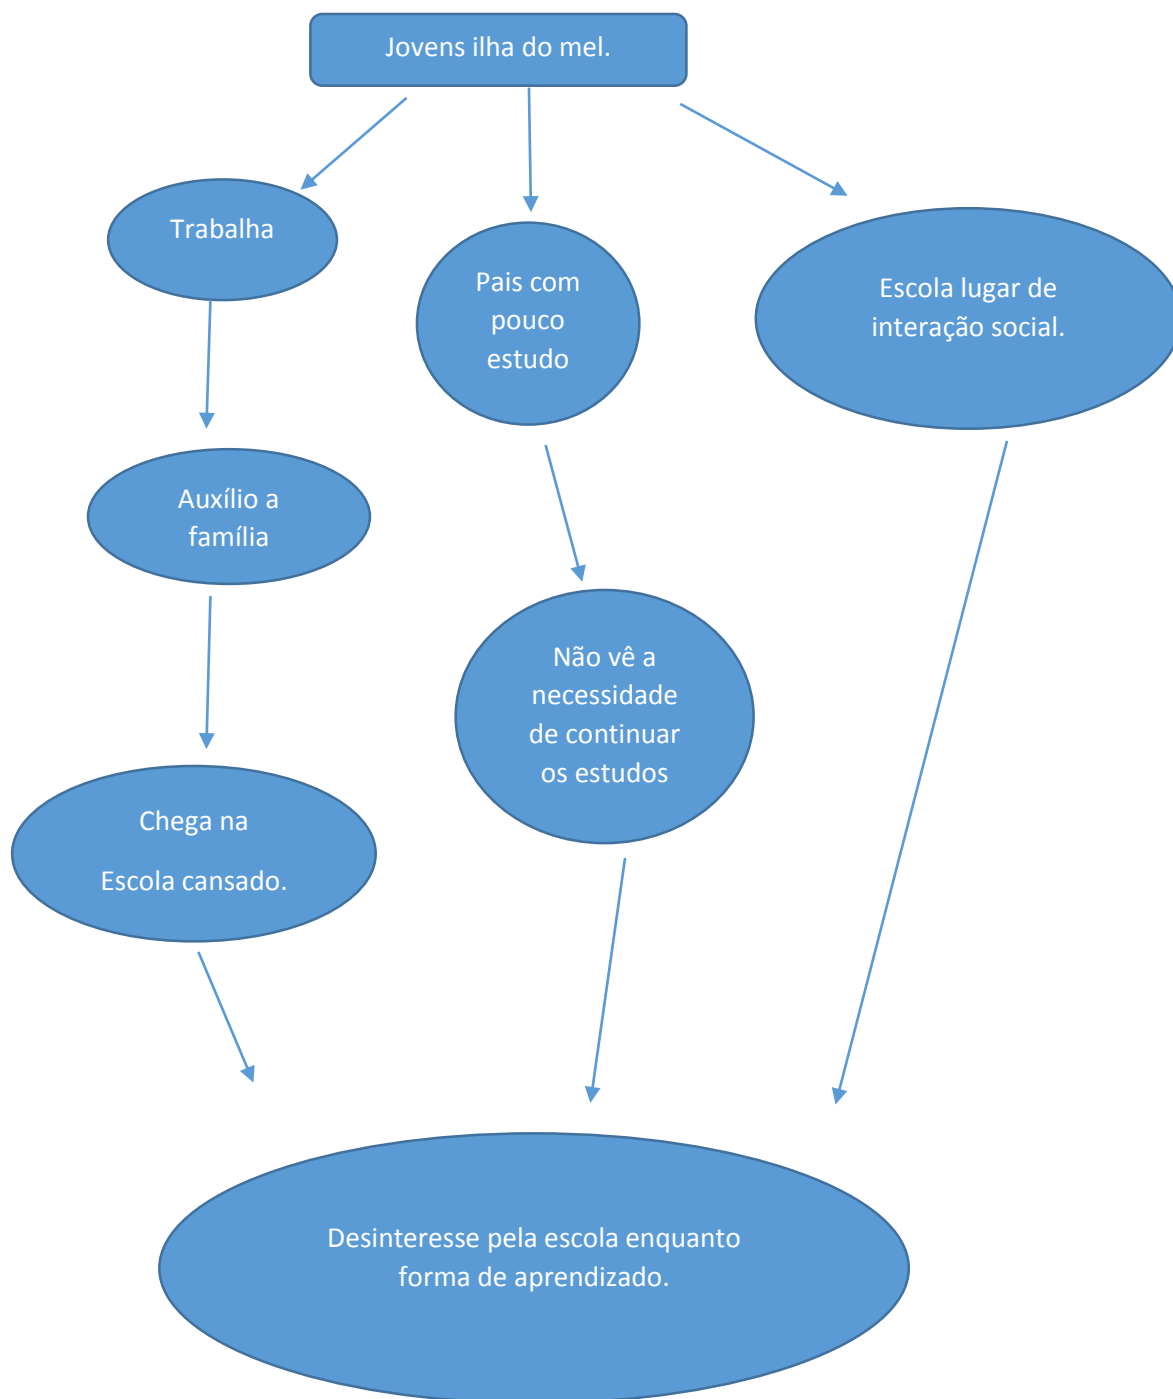 Jovens ilha do mel.
Trabalha
Pais com
pouco
estudo
Escola lugar de
interação social.
Auxílio a
família
Não vê a
necessidade
de continuar
os estudos
Chega na
Escola cansado.
Desinteresse pela escola enquanto
forma de aprendizado.